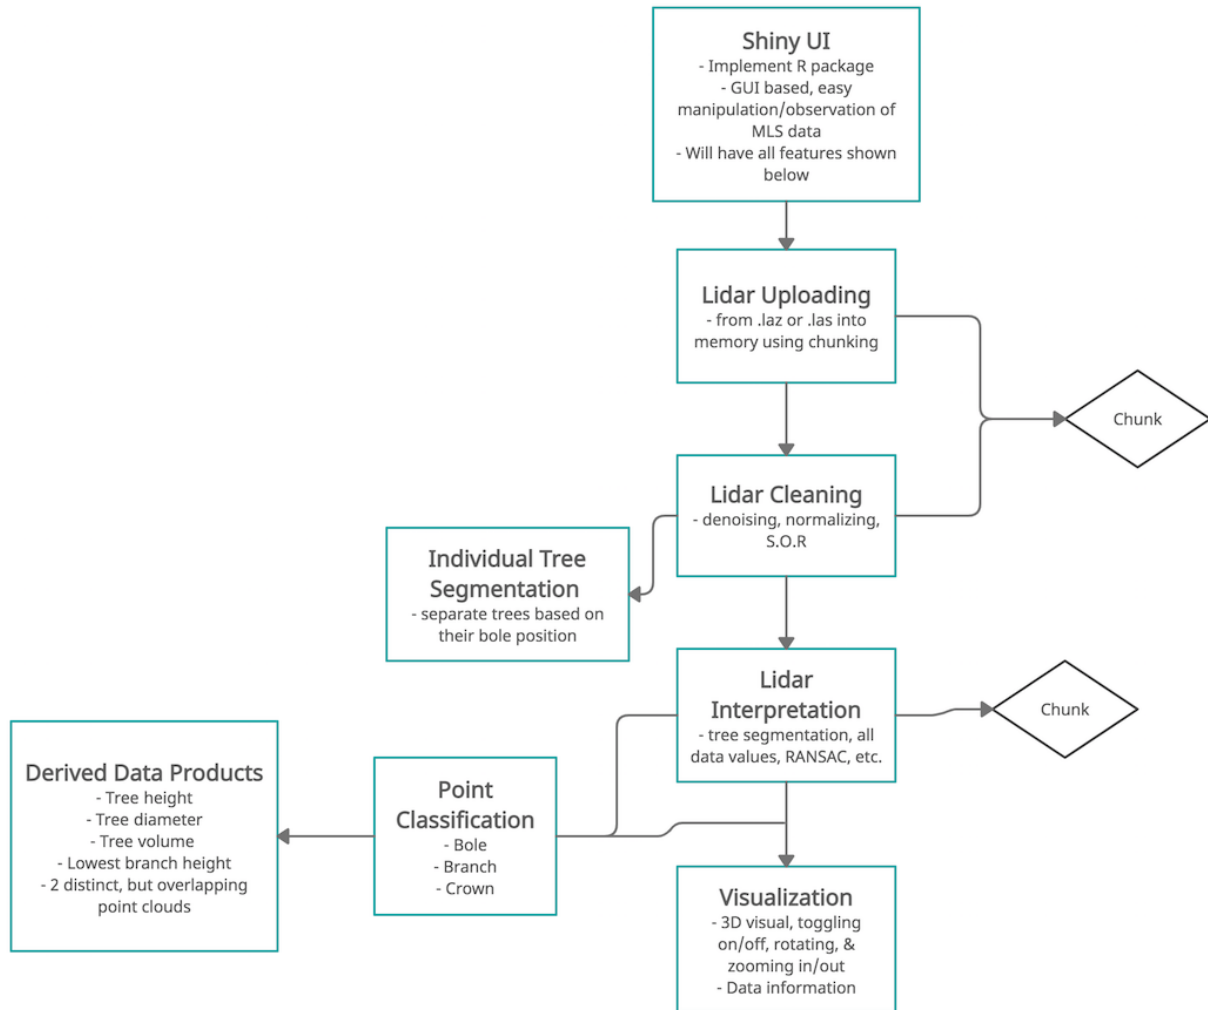 Shiny UI
- Implement R package
- GUI based, easy
manipulation/observation of
MLS data
- Will have all features shown
below
Lidar Uploading
- from .laz or .las into
memory using chunking
Chunk
Lidar Cleaning
- denoising, normalizing,
S.O.R
Individual Tree
Segmentation
- separate trees based on
their bole position
Lidar
Interpretation
- tree segmentation, all
data values, RANSAC, etc.
Chunk
Derived Data Products
- Tree height
- Tree diameter
- Tree volume
- Lowest branch height
- 2 distinct, but overlapping
point clouds
Point
Classification
- Bole
- Branch
- Crown
Visualization
- 3D visual, toggling
on/off, rotating, &
zooming in/out
- Data information